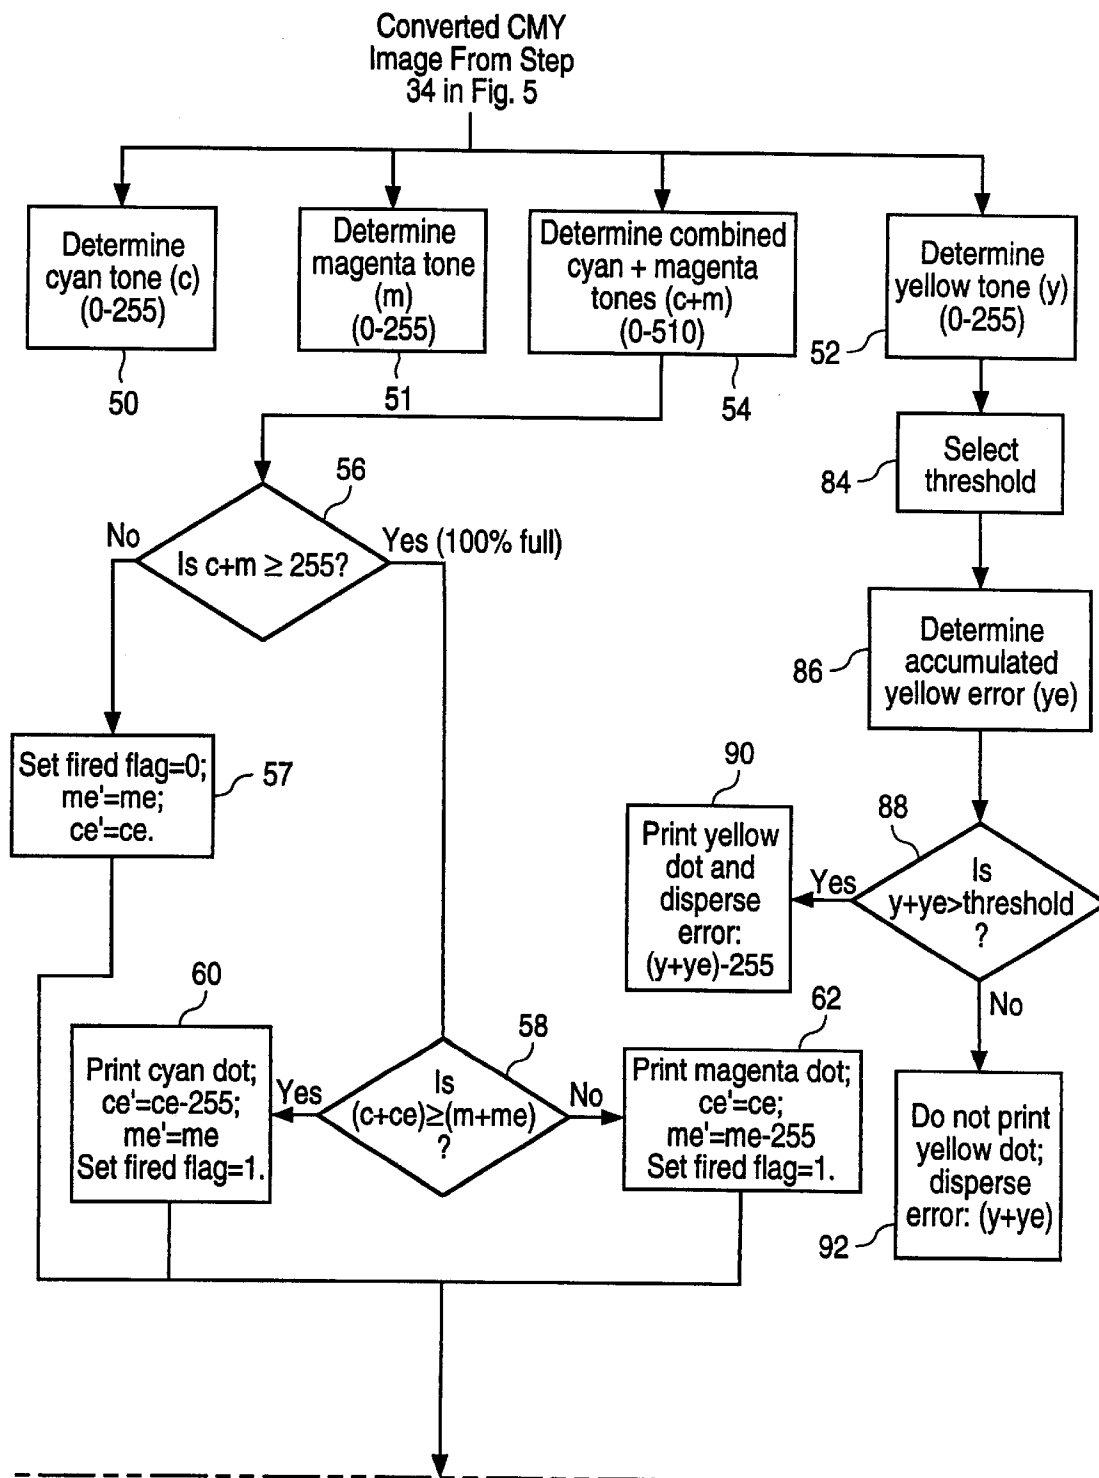 Converted CMY
Image From Step
34 in Fig. 5
Determine
cyan tone (c)
(0-255)
50
Determine
magenta tone
(m)
(0-255)
51
Determine combined
cyan + magenta
tones (c+m)
(0-510)
54
Determine
yellow tone (y)
(0-255)
52
Select
threshold
84
56
No
Is c+m ≥ 255?
Yes (100% full)
Determine
accumulated
yellow error (ye)
86
Set fired flag=0;
me'=me;
ce'=ce.
57
90
Print yellow
dot and
disperse
error:
(y+ye)-255
88
Yes
Is
y+ye>threshold
?
No
60
Print cyan dot;
ce'=ce-255;
me'=me
Set fired flag=1.
Yes
58
Is
(c+ce)≥(m+me)
?
No
62
Print magenta dot;
ce'=ce;
me'=me-255
Set fired flag=1.
Do not print
yellow dot;
disperse
error: (y+ye)
92